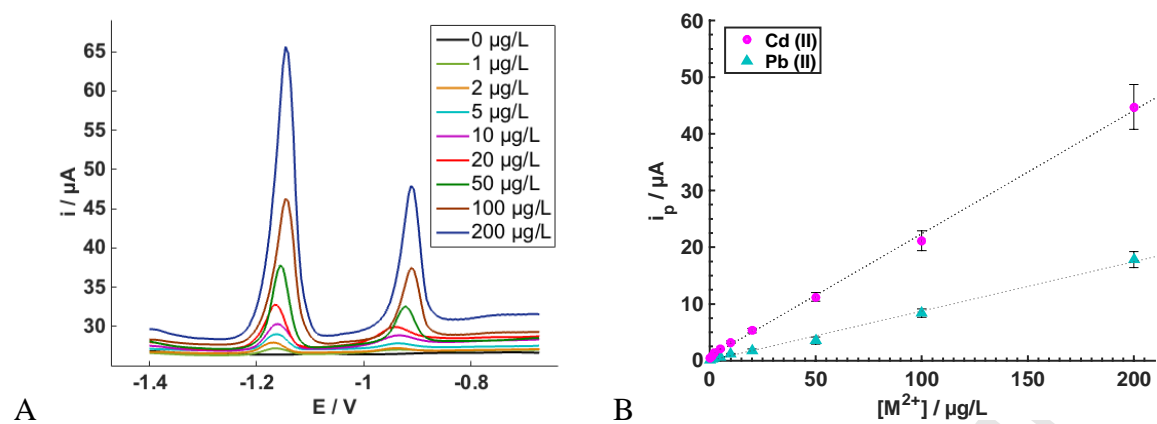 65
60
55
50
45
40
35
30
i / µA
-1.4
-1.2
-1
-0.8
E / V
0 µg/L
1 µg/L
2 µg/L
5 µg/L
10 µg/L
20 µg/L
50 µg/L
100 µg/L
200 µg/L
A
60
50
40
30
20
10
0
i_p / µA
0
50
100
150
200
[M²⁺] / µg/L
Cd (II)
Pb (II)
B